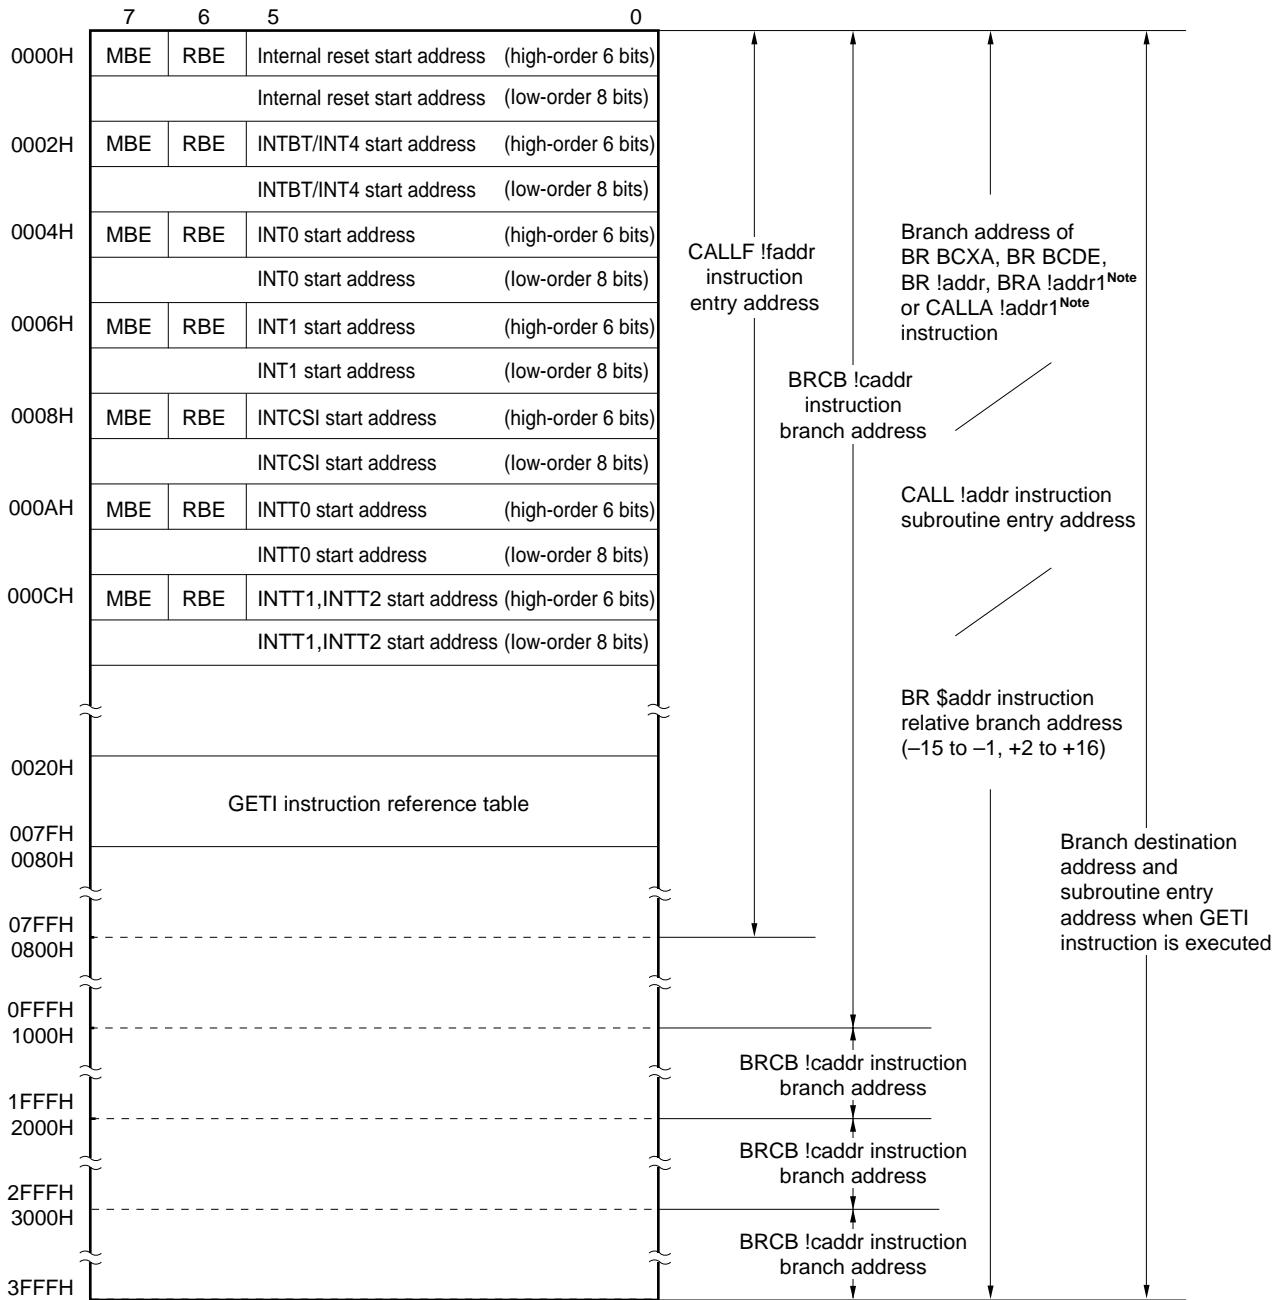 7 6 5 0
0000H MBE RBE Internal reset start address (high-order 6 bits)
Internal reset start address (low-order 8 bits)
0002H MBE RBE INTBT/INT4 start address (high-order 6 bits)
INTBT/INT4 start address (low-order 8 bits)
0004H MBE RBE INT0 start address (high-order 6 bits)
INT0 start address (low-order 8 bits)
0006H MBE RBE INT1 start address (high-order 6 bits)
INT1 start address (low-order 8 bits)
0008H MBE RBE INTCSI start address (high-order 6 bits)
INTCSI start address (low-order 8 bits)
000AH MBE RBE INTT0 start address (high-order 6 bits)
INTT0 start address (low-order 8 bits)
000CH MBE RBE INTT1,INTT2 start address (high-order 6 bits)
INTT1,INTT2 start address (low-order 8 bits)
0020H
GETI instruction reference table
007FH
0080H
07FFH
0800H
0FFFH
1000H
1FFFH
2000H
2FFFH
3000H
3FFFH
CALLF !faddr
instruction
entry address
BRCB !caddr
instruction
branch address
BRCB !caddr instruction
branch address
BRCB !caddr instruction
branch address
BRCB !caddr instruction
branch address
Branch address of
BR BCXA, BR BCDE,
BR !addr, BRA !addr1Note
or CALLA !addr1Note
instruction
CALL !addr instruction
subroutine entry address
BR $addr instruction
relative branch address
(–15 to –1, +2 to +16)
Branch destination
address and
subroutine entry
address when GETI
instruction is executed